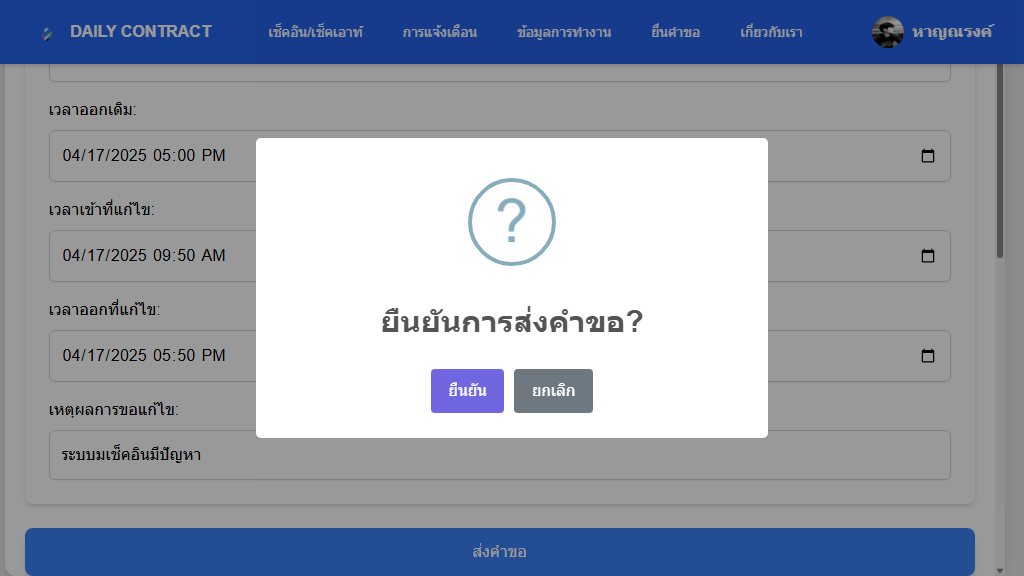 DAILY CONTRACT เช็คอิน/เช็คเอาท์ การแจ้งเตือน ข้อมูลการทำงาน ยื่นคำขอ เกี่ยวกับเรา หาญณรงค์
เวลาออกเดิม:
04/17/2025 05:00 PM
เวลาเข้าที่แก้ไข:
04/17/2025 09:50 AM
เวลาออกที่แก้ไข:
04/17/2025 05:50 PM
เหตุผลการขอแก้ไข:
ระบบมเช็คอินมีปัญหา
?
ยืนยันการส่งคำขอ?
ยืนยัน ยกเลิก
ส่งคำขอ